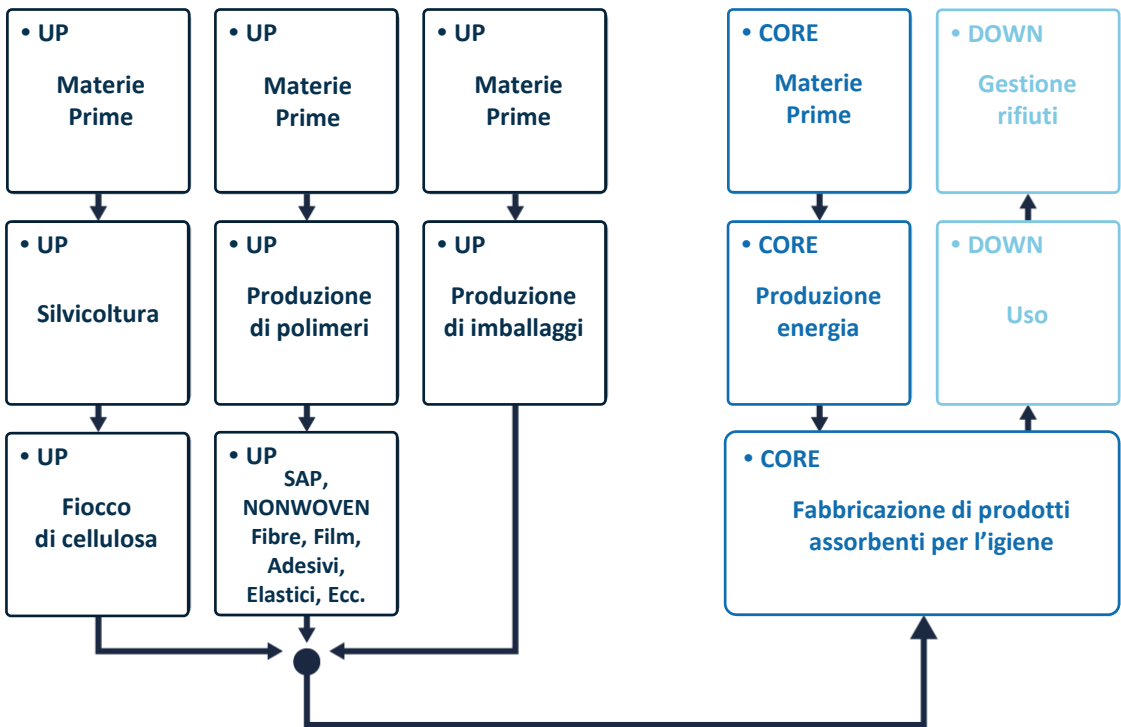 • UP
Materie
Prime
• UP
Materie
Prime
• UP
Materie
Prime
• CORE
Materie
Prime
• DOWN
Gestione
rifiuti
• UP
Silvicoltura
• UP
Produzione
di polimeri
• UP
Produzione
di imballaggi
• CORE
Produzione
energia
• DOWN
Uso
• UP
Fiocco
di cellulosa
• UP
SAP,
NONWOVEN
Fibre, Film,
Adesivi,
Elastici, Ecc.
• CORE
Fabbricazione di prodotti
assorbenti per l’igiene